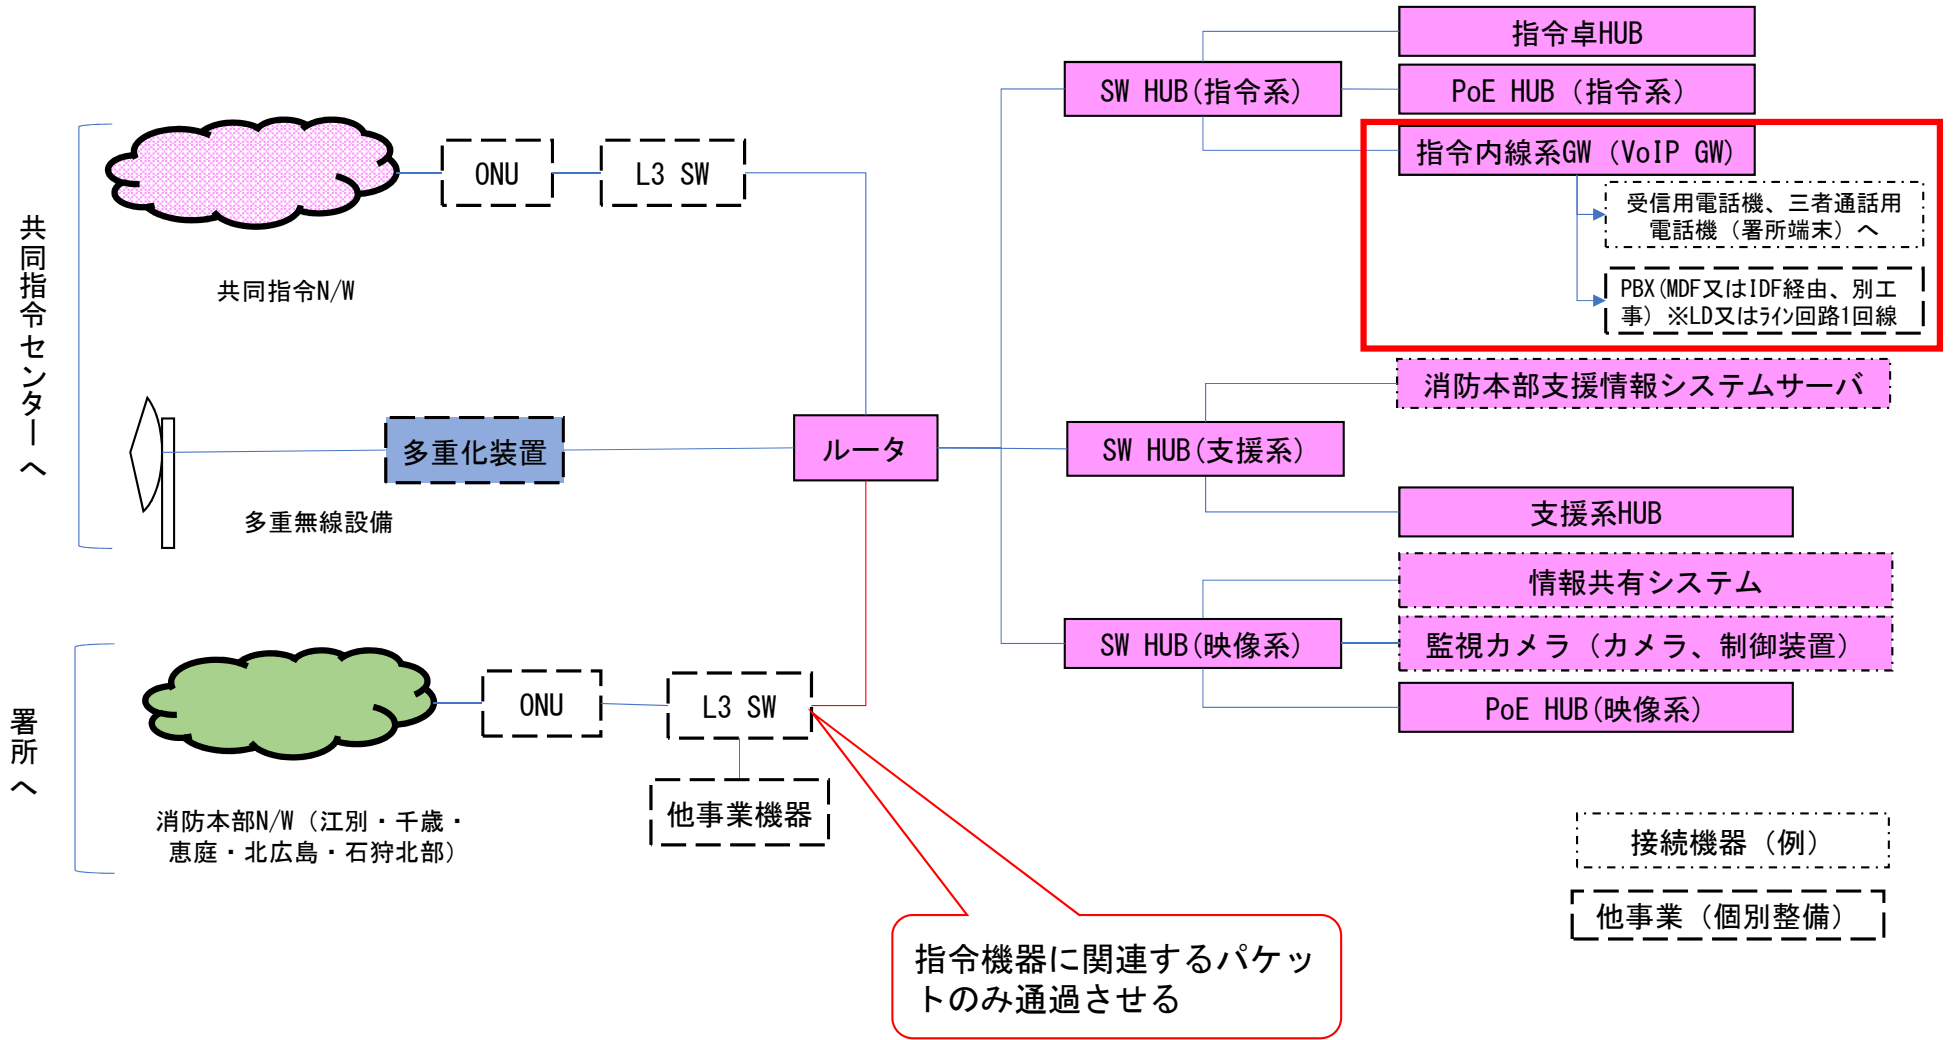 共同指令センターへ
署所へ
共同指令N/W
ONU
L3 SW
多重化装置
多重無線設備
ルータ
消防本部N/W（江別・千歳・
恵庭・北広島・石狩北部）
ONU
L3 SW
他事業機器
指令機器に関連するパケッ
トのみ通過させる
SW HUB(指令系)
指令卓HUB
PoE HUB（指令系）
指令内線系GW（VoIP GW）
受信用電話機、三者通話用
電話機（署所端末）へ
PBX(MDF又はIDF経由、別工
事）※LD又はﾗｲﾝ回路1回線
SW HUB(支援系)
消防本部支援情報システムサーバ
支援系HUB
SW HUB(映像系)
情報共有システム
監視カメラ（カメラ、制御装置）
PoE HUB(映像系)
接続機器（例）
他事業（個別整備）